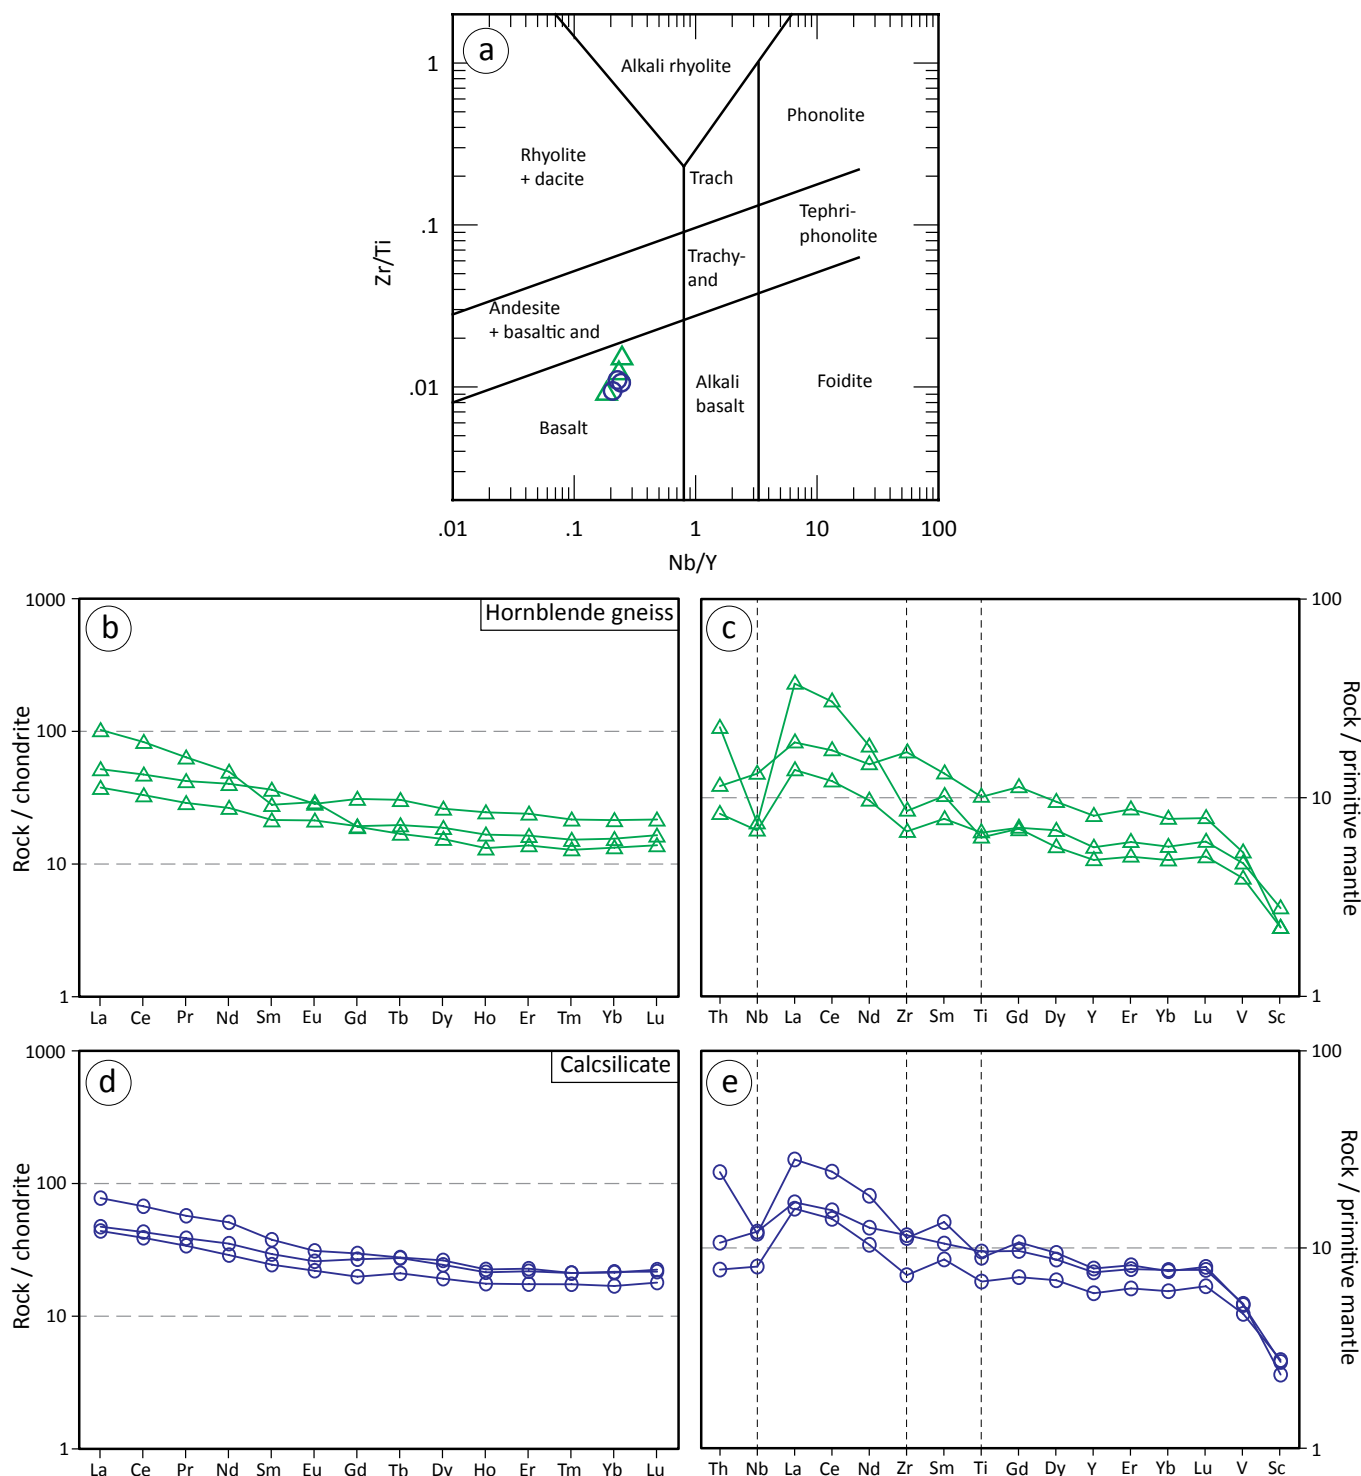 a
Alkali rhyolite
Phonolite
Rhyolite
+ dacite
Trach
Tephri-
phonolite
Trachy-
and
Andesite
+ basaltic and
Alkali
basalt
Foidite
Basalt
1
.1
.01
Zr/Ti
.01 .1 1 10 100
Nb/Y
b
Hornblende gneiss
1000
100
10
1
Rock / chondrite
La Ce Pr Nd Sm Eu Gd Tb Dy Ho Er Tm Yb Lu
c
100
10
1
Rock / primitive mantle
Th Nb La Ce Nd Zr Sm Ti Gd Dy Y Er Yb Lu V Sc
d
Calcsilicate
1000
100
10
1
Rock / chondrite
La Ce Pr Nd Sm Eu Gd Tb Dy Ho Er Tm Yb Lu
e
100
10
1
Rock / primitive mantle
Th Nb La Ce Nd Zr Sm Ti Gd Dy Y Er Yb Lu V Sc